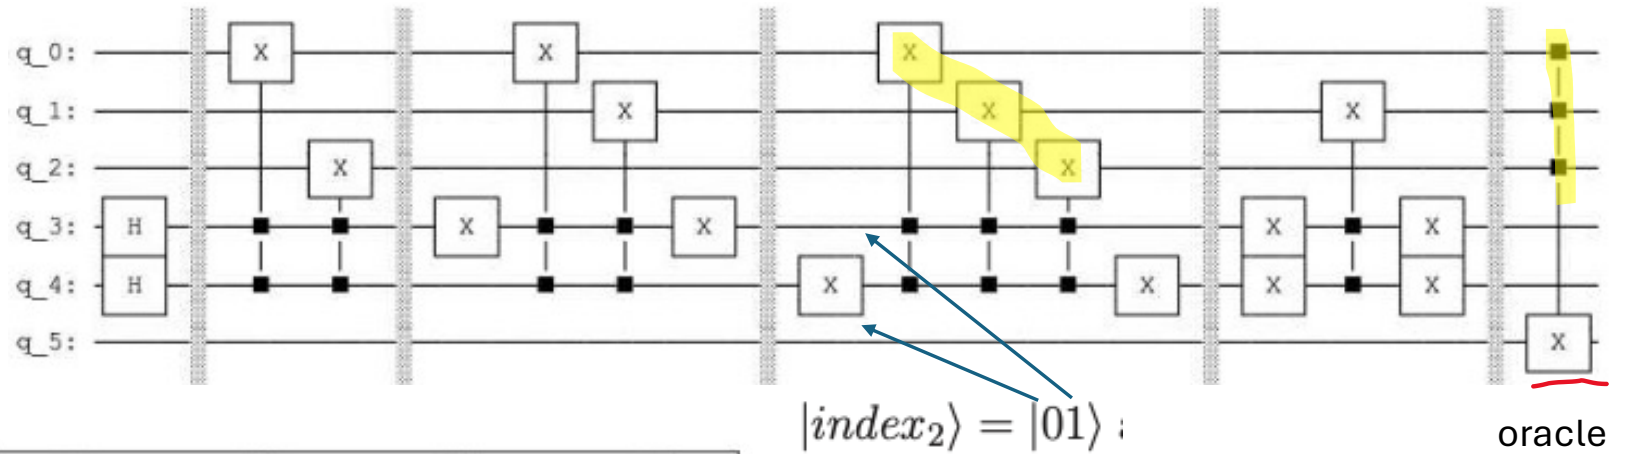 q_0: X X X
q_1: X X X
q_2: X X
q_3: H X X X X
q_4: H X X X X
q_5: X
|index₂⟩ = |01⟩
oracle